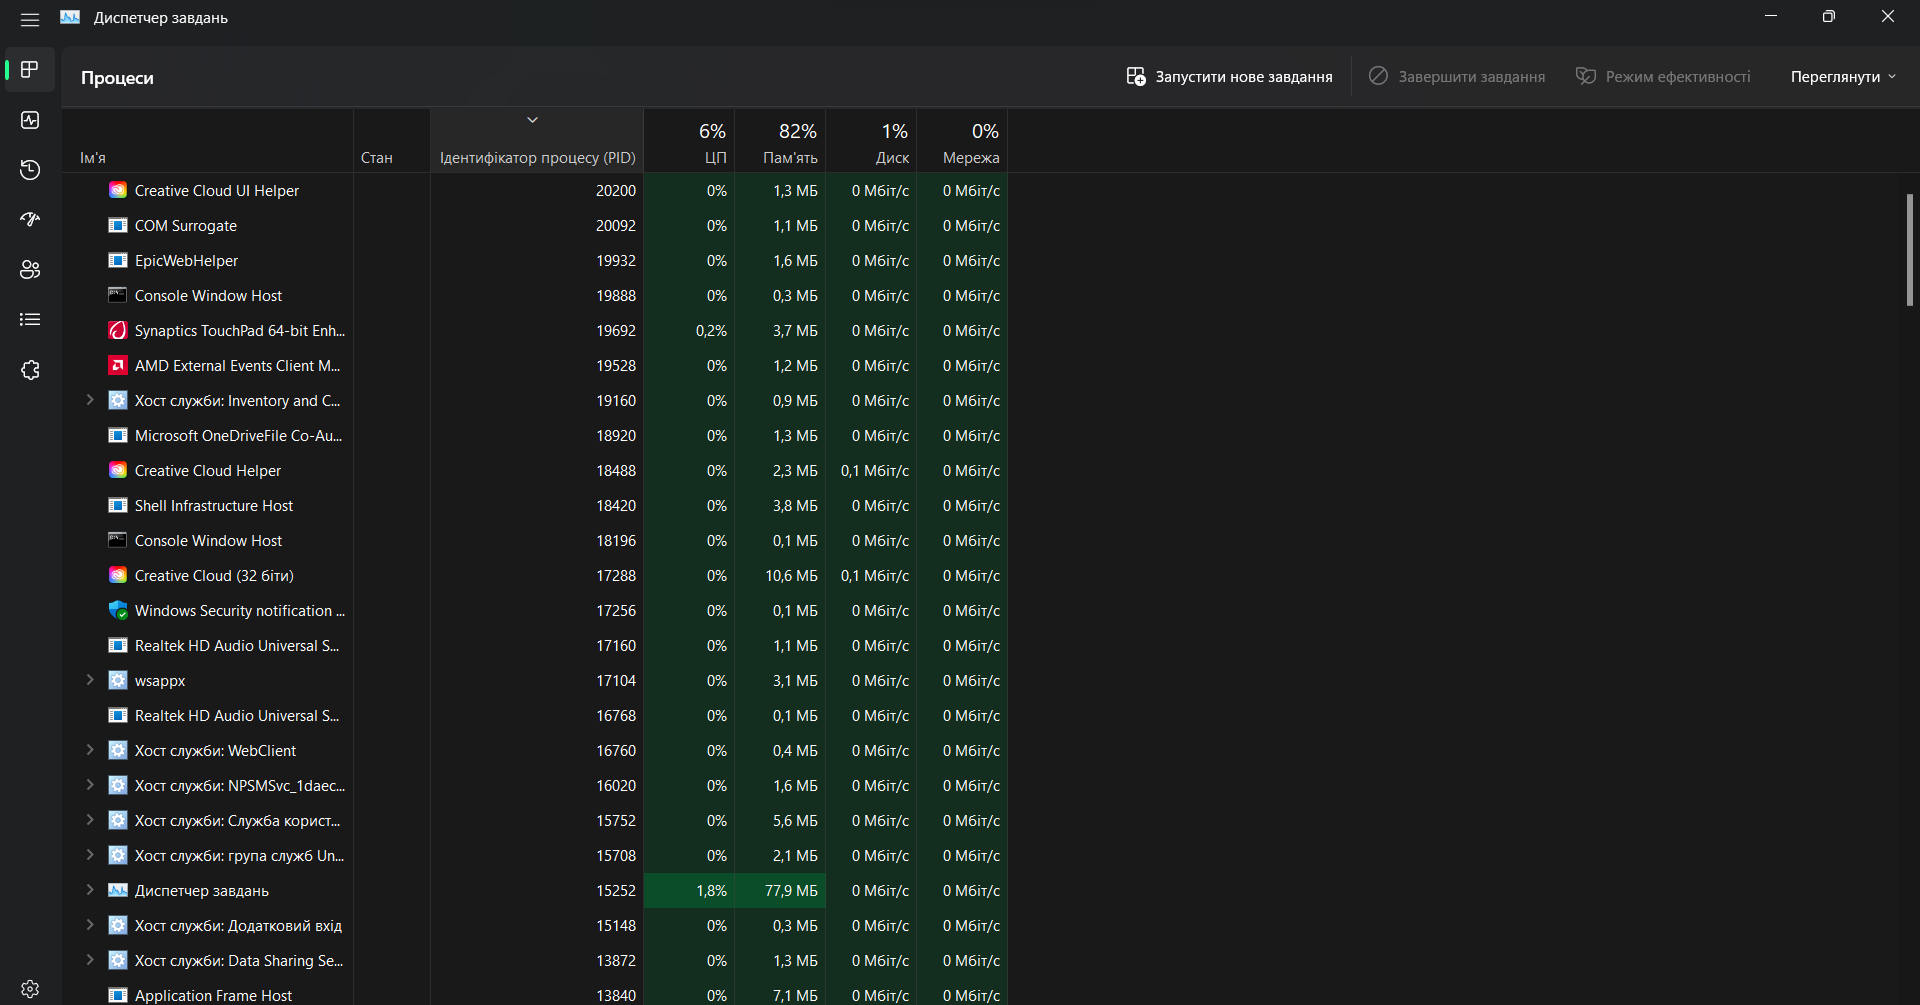 Диспетчер завдань
Процеси
Запустити нове завдання
Завершити завдання
Режим ефективності
Переглянути
6% 82% 1% 0%
Ім'я Стан Ідентифікатор процесу (PID) ЦП Пам'ять Диск Мережа
Creative Cloud UI Helper 20200 0% 1,3 МБ 0 Мбіт/с 0 Мбіт/с
COM Surrogate 20092 0% 1,1 МБ 0 Мбіт/с 0 Мбіт/с
EpicWebHelper 19932 0% 1,6 МБ 0 Мбіт/с 0 Мбіт/с
Console Window Host 19888 0% 0,3 МБ 0 Мбіт/с 0 Мбіт/с
Synaptics TouchPad 64-bit Enh... 19692 0,2% 3,7 МБ 0 Мбіт/с 0 Мбіт/с
AMD External Events Client M... 19528 0% 1,2 МБ 0 Мбіт/с 0 Мбіт/с
Хост служби: Inventory and C... 19160 0% 0,9 МБ 0 Мбіт/с 0 Мбіт/с
Microsoft OneDriveFile Co-Au... 18920 0% 1,3 МБ 0 Мбіт/с 0 Мбіт/с
Creative Cloud Helper 18488 0% 2,3 МБ 0,1 Мбіт/с 0 Мбіт/с
Shell Infrastructure Host 18420 0% 3,8 МБ 0 Мбіт/с 0 Мбіт/с
Console Window Host 18196 0% 0,1 МБ 0 Мбіт/с 0 Мбіт/с
Creative Cloud (32 біти) 17288 0% 10,6 МБ 0,1 Мбіт/с 0 Мбіт/с
Windows Security notification ... 17256 0% 0,1 МБ 0 Мбіт/с 0 Мбіт/с
Realtek HD Audio Universal S... 17160 0% 1,1 МБ 0 Мбіт/с 0 Мбіт/с
wsappx 17104 0% 3,1 МБ 0 Мбіт/с 0 Мбіт/с
Realtek HD Audio Universal S... 16768 0% 0,1 МБ 0 Мбіт/с 0 Мбіт/с
Хост служби: WebClient 16760 0% 0,4 МБ 0 Мбіт/с 0 Мбіт/с
Хост служби: NPSMSvc_1daec... 16020 0% 1,6 МБ 0 Мбіт/с 0 Мбіт/с
Хост служби: Служба корист... 15752 0% 5,6 МБ 0 Мбіт/с 0 Мбіт/с
Хост служби: група служб Un... 15708 0% 2,1 МБ 0 Мбіт/с 0 Мбіт/с
Диспетчер завдань 15252 1,8% 77,9 МБ 0 Мбіт/с 0 Мбіт/с
Хост служби: Додатковий вхід 15148 0% 0,3 МБ 0 Мбіт/с 0 Мбіт/с
Хост служби: Data Sharing Se... 13872 0% 1,3 МБ 0 Мбіт/с 0 Мбіт/с
Application Frame Host 13840 0% 7,1 МБ 0 Мбіт/с 0 Мбіт/с